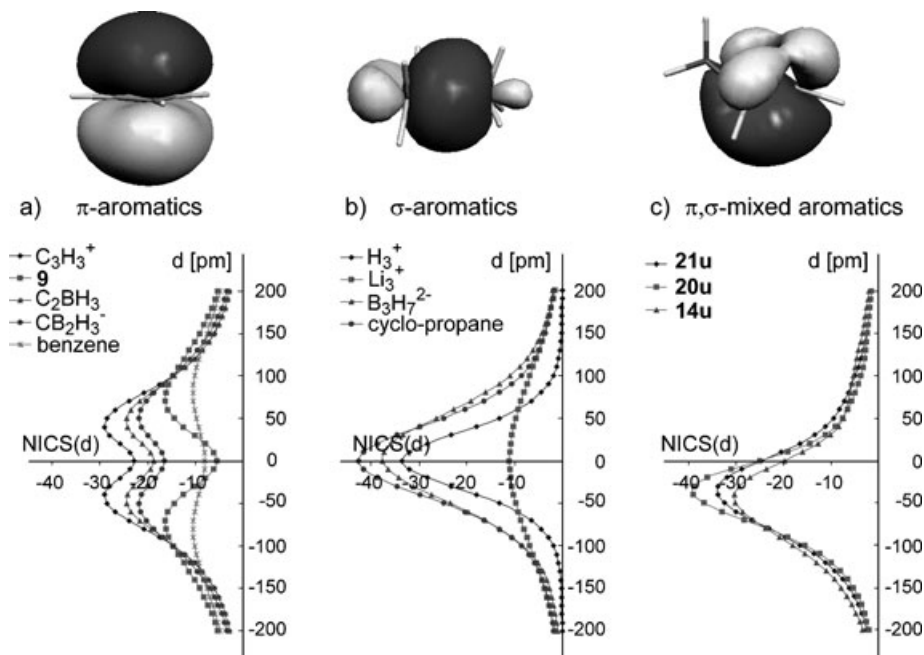 a) π-aromatics
b) σ-aromatics
c) π,σ-mixed aromatics
C₃H₃⁺
9
C₂BH₃
CB₂H₃⁻
benzene
d [pm]
200
150
100
50
0
-50
-100
-150
-200
NICS(d)
-40 -30 -20 -10
H₃⁺
Li₃⁺
B₃H₇²⁻
cyclo-propane
d [pm]
200
150
100
50
0
-50
-100
-150
-200
NICS(d)
-40 -30 -20 -10
21u
20u
14u
d [pm]
200
150
100
50
0
-50
-100
-150
-200
NICS(d)
-40 -30 -20 -10